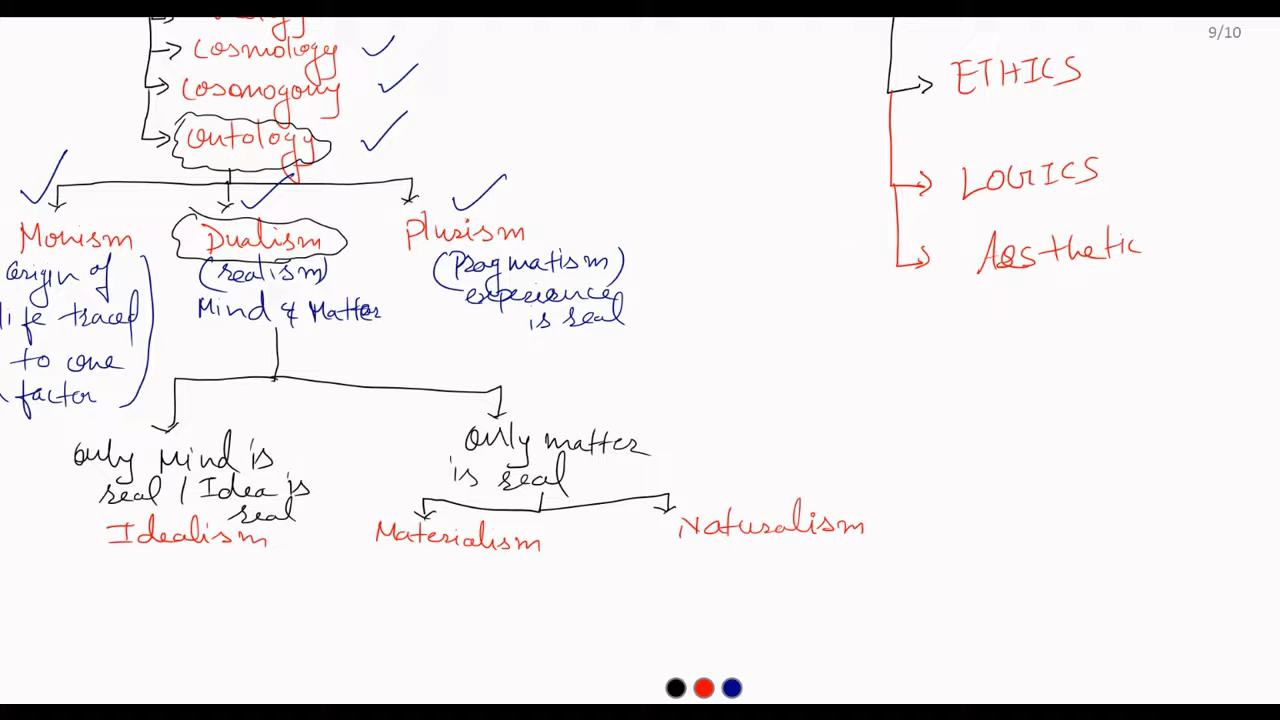 9/10
Cosmology
Cosmogony
Ontology
ETHICS
LOGICS
Aesthetic
Monism
origin of
life traced
to one
factor
Dualism
(realism)
Mind & Matter
Plurism
(Pragmatism)
experience
is real
only Mind is
real / Idea is
real
Idealism
only matter
is real
Materialism
Naturalism